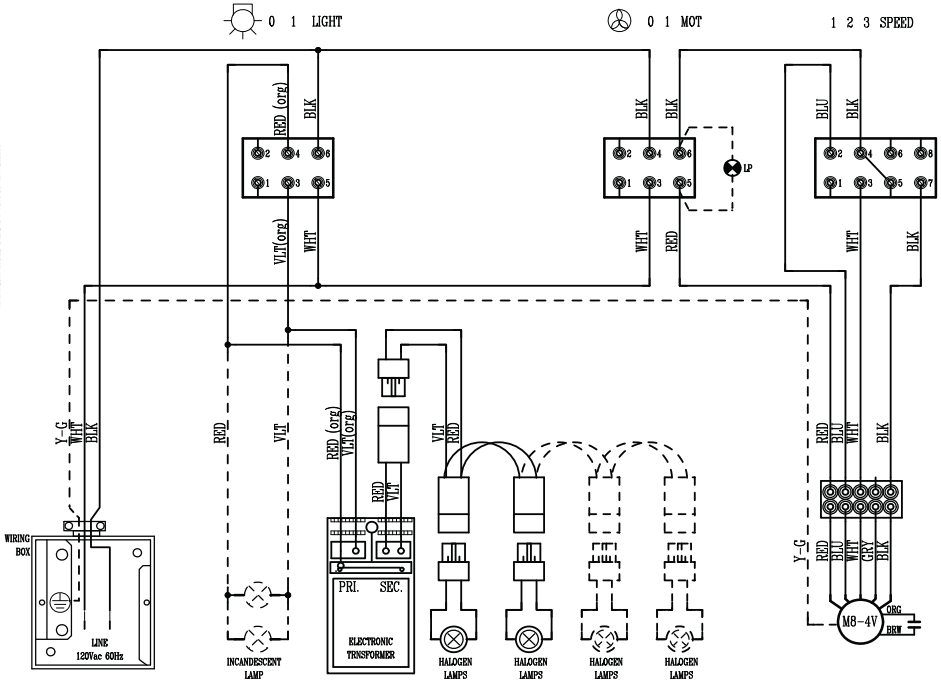 0 1 LIGHT
0 1 MOT
1 2 3 SPEED
RED (org)
BLK
BLK
BLK
BLU
BLK
2 4 6
2 4 6
2 4 6 8
LP
1 3 5
1 3 5
1 3 5 7
VLT(org)
WHT
WHT
RED
WHT
BLK
Y-G
WHT
BLK
RED
VLT
RED (org)
VLT(org)
VLT
RED
RED
BLU
WHT
BLK
RED
VLT
WIRING
BOX
Y-G
RED
BLU
WHT
GRY
BLK
PRI. SEC.
ORG
M8-4V
BRW
LINE
120Vac 60Hz
ELECTRONIC
TRNSFORMER
INCANDESCENT
LAMP
HALOGEN
LAMPS
HALOGEN
LAMPS
HALOGEN
LAMPS
HALOGEN
LAMPS